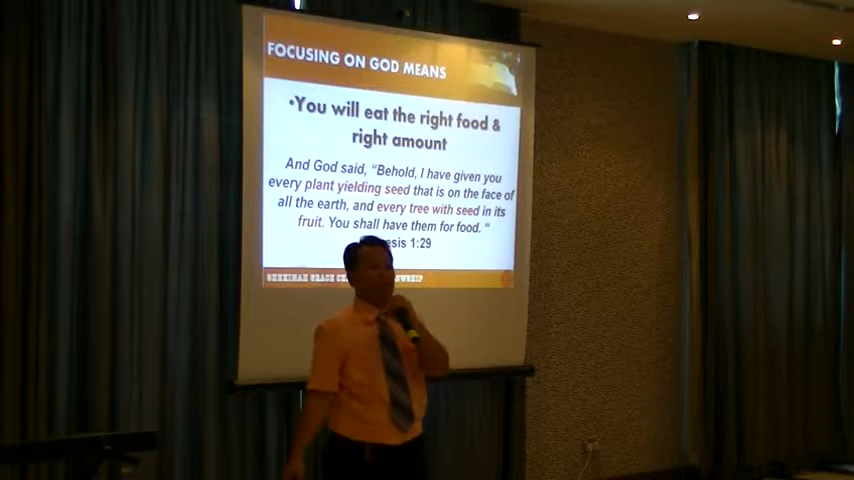 FOCUSING ON GOD MEANS
•You will eat the right food &
right amount
And God said, "Behold, I have given you
every plant yielding seed that is on the face of
all the earth, and every tree with seed in its
fruit. You shall have them for food. "
1:29
SHEKINAH GRACE